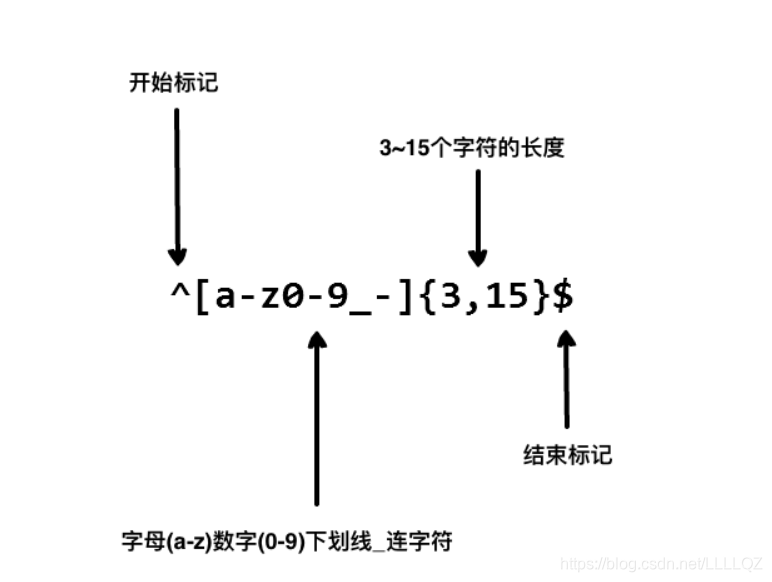 开始标记
3~15个字符的长度
^[a-z0-9_-]{3,15}$
结束标记
字母(a-z)数字(0-9)下划线_连字符
https://blog.csdn.net/LLLLQZ